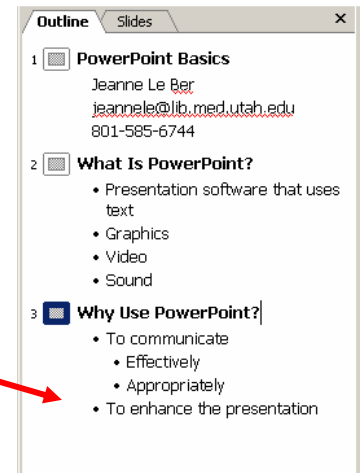 Outline Slides ×
1 PowerPoint Basics
Jeanne Le Ber
jeannele@lib.med.utah.edu
801-585-6744
2 What Is PowerPoint?
• Presentation software that uses
text
• Graphics
• Video
• Sound
3 Why Use PowerPoint?
• To communicate
• Effectively
• Appropriately
• To enhance the presentation